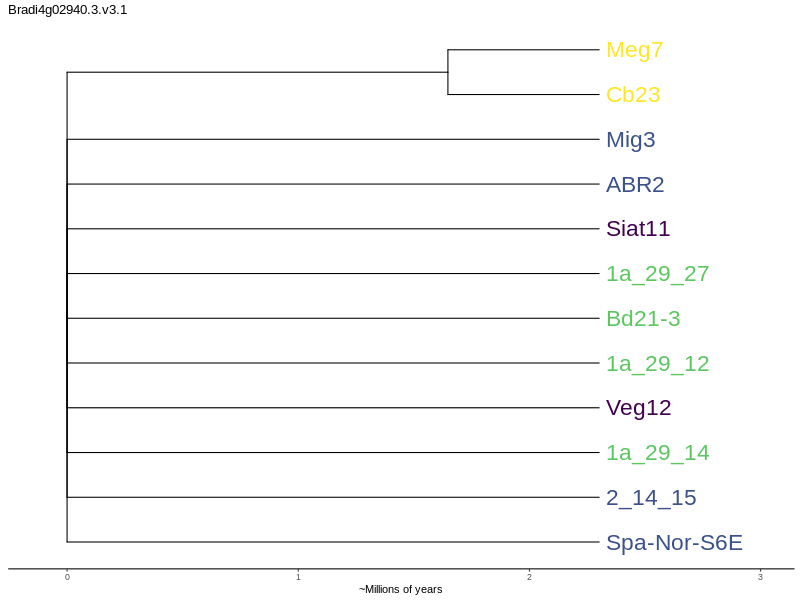 Bradi4g02940.3.v3.1
Meg7
Cb23
Mig3
ABR2
Siat11
1a_29_27
Bd21-3
1a_29_12
Veg12
1a_29_14
2_14_15
Spa-Nor-S6E
0 1 2 3
~Millions of years